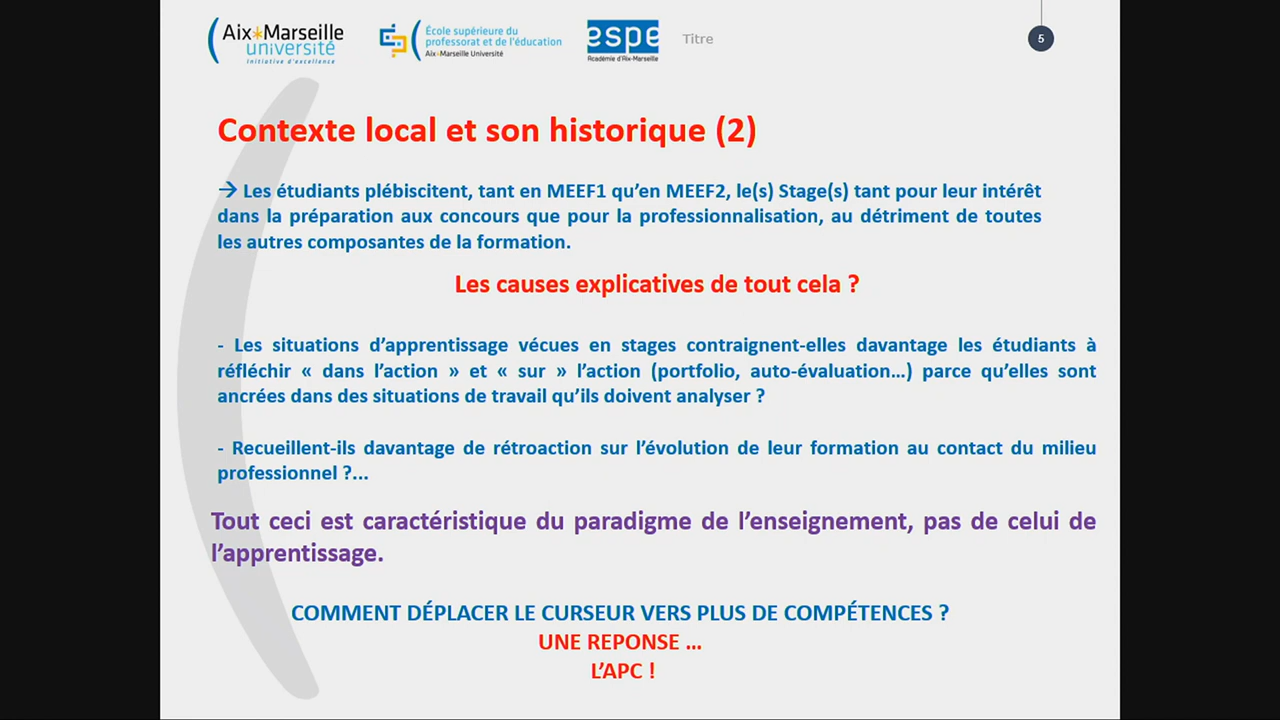 Aix*Marseille
université
Initiative d'excellence
École supérieure du
professorat et de l'éducation
Aix*Marseille Université
espe
Académie d'Aix-Marseille
Titre
5
Contexte local et son historique (2)
→ Les étudiants plébiscitent, tant en MEEF1 qu’en MEEF2, le(s) Stage(s) tant pour leur intérêt
dans la préparation aux concours que pour la professionnalisation, au détriment de toutes
les autres composantes de la formation.
Les causes explicatives de tout cela ?
- Les situations d’apprentissage vécues en stages contraignent-elles davantage les étudiants à
réfléchir « dans l’action » et « sur » l’action (portfolio, auto-évaluation…) parce qu’elles sont
ancrées dans des situations de travail qu’ils doivent analyser ?
- Recueillent-ils davantage de rétroaction sur l’évolution de leur formation au contact du milieu
professionnel ?...
Tout ceci est caractéristique du paradigme de l’enseignement, pas de celui de
l’apprentissage.
COMMENT DÉPLACER LE CURSEUR VERS PLUS DE COMPÉTENCES ?
UNE REPONSE …
L’APC !